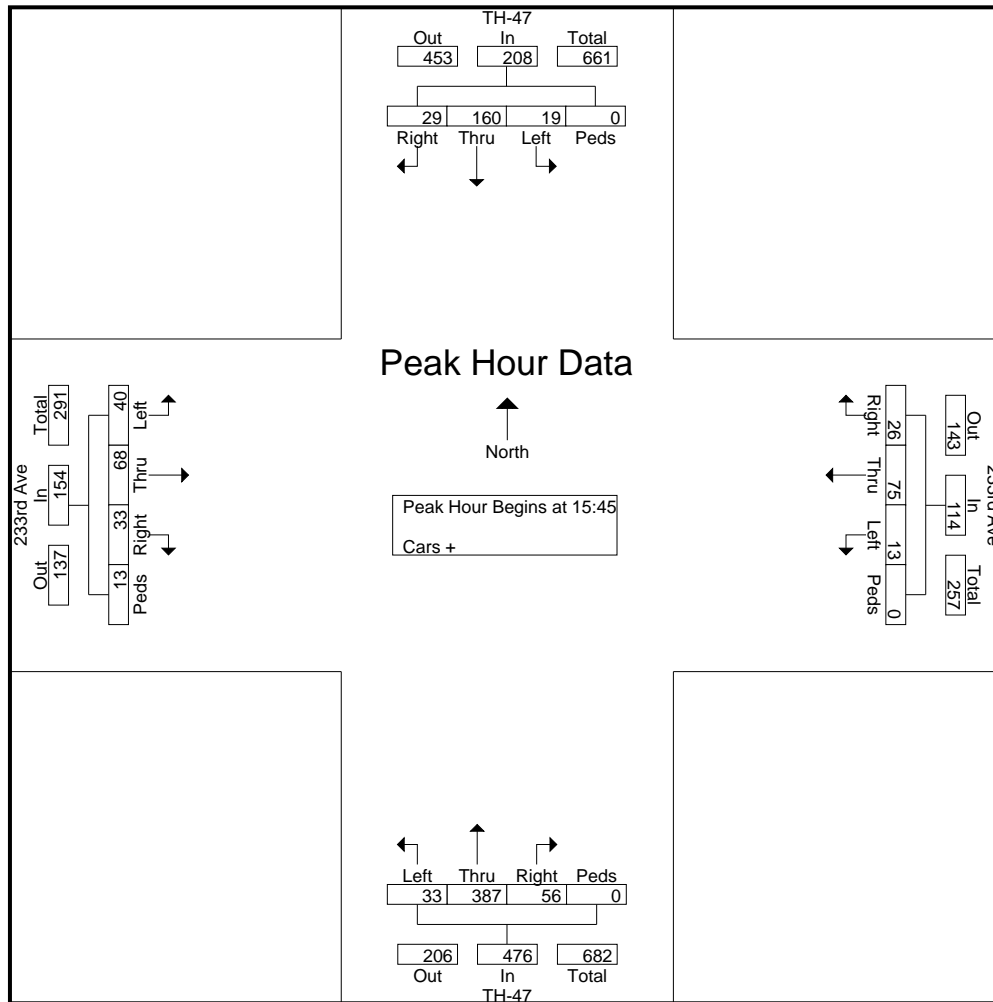 TH-47
Out In Total
453 208 661
29 160 19 0
Right Thru Left Peds
Peak Hour Data
North
Peak Hour Begins at 15:45
Cars +
233rd Ave
Total In Out
291 154 137
40 68 33 13
Left Thru Right Peds
Right Thru Left Peds
26 75 13 0
Out In Total
143 114 257
233rd Ave
Left Thru Right Peds
33 387 56 0
206 476 682
Out In Total
TH-47